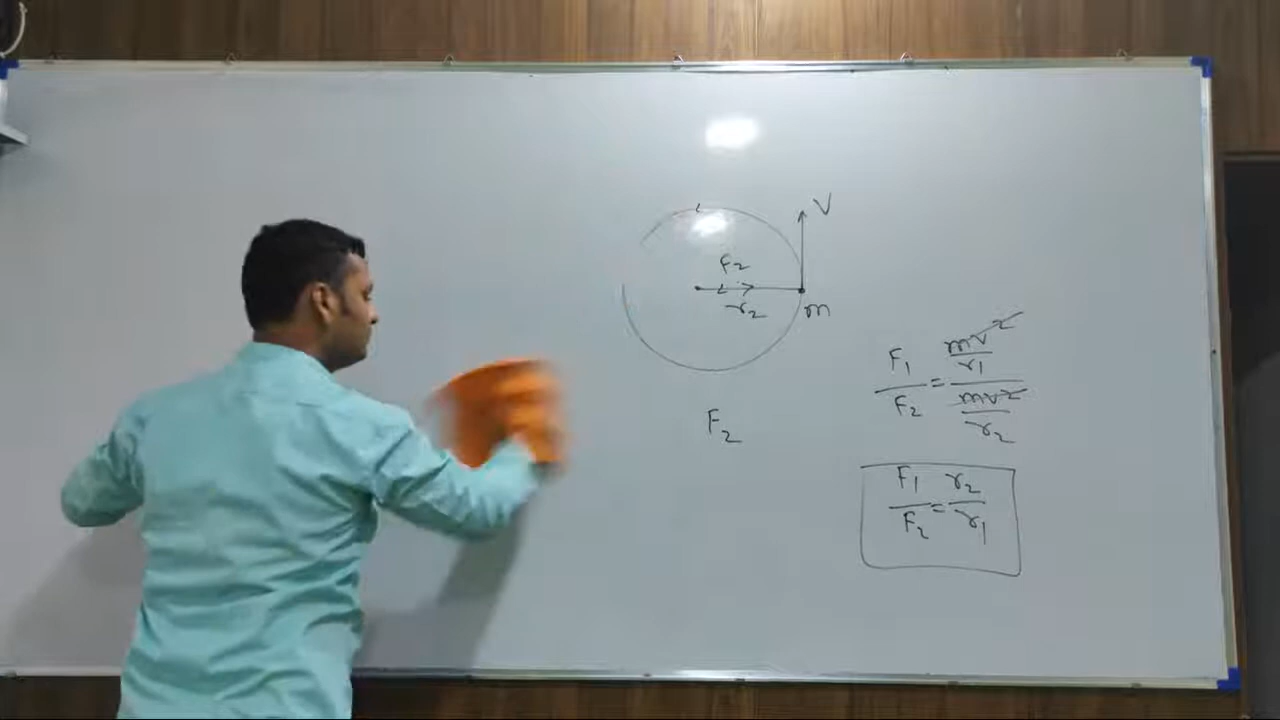 V
F₂
r₂ m
F₁/F₂ = (mv²/r₁)/(mv²/r₂)
F₂
F₁/F₂ = r₂/r₁